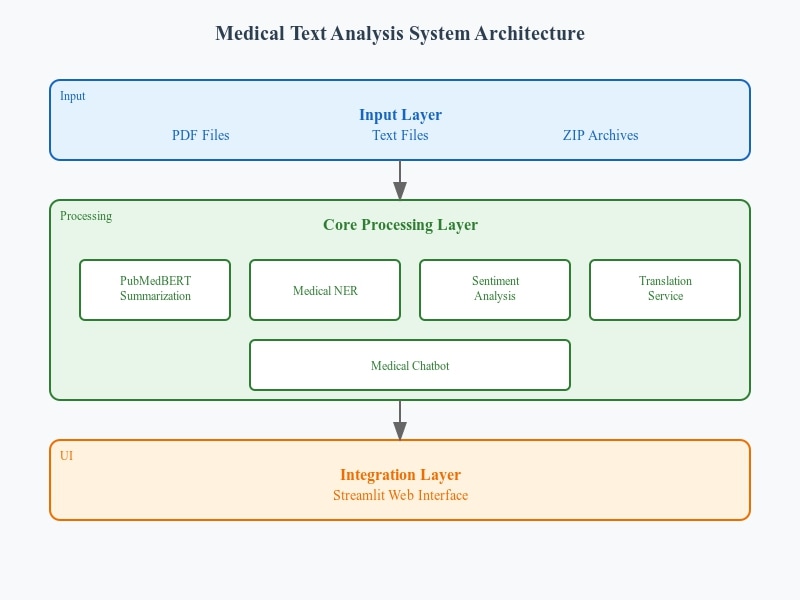 Medical Text Analysis System Architecture
Input
Input Layer
PDF Files
Text Files
ZIP Archives
Processing
Core Processing Layer
PubMedBERT
Summarization
Medical NER
Sentiment
Analysis
Translation
Service
Medical Chatbot
UI
Integration Layer
Streamlit Web Interface